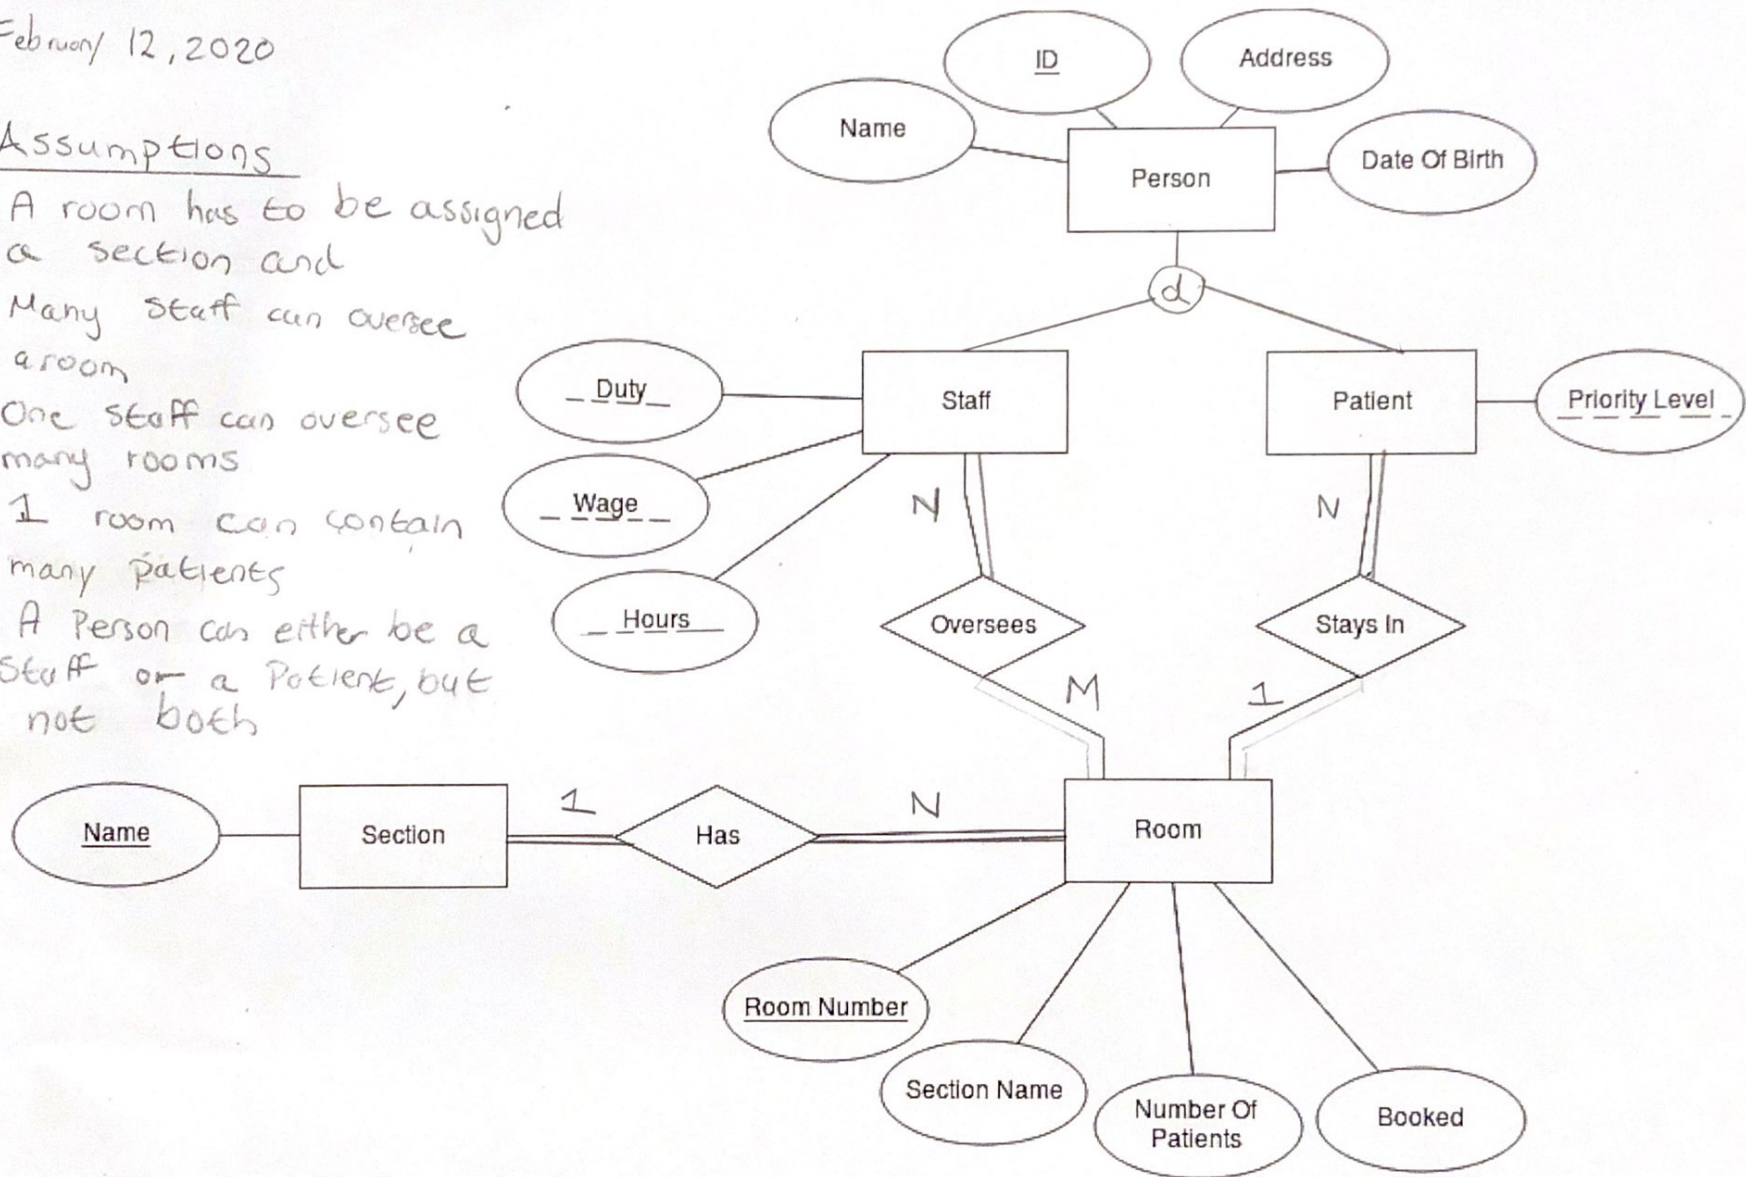 February 12, 2020
Assumptions
A room has to be assigned
a section and
Many Staff can oversee
a room
One Staff can oversee
many rooms
1 room can contain
many patients
A Person can either be a
Staff or a Patient, but
not both
ID
Address
Name
Date Of Birth
Person
d
Duty
Staff
Patient
Priority Level
Wage
N
N
Hours
Oversees
Stays In
M
1
Name
Section
1
Has
N
Room
Room Number
Section Name
Number Of
Patients
Booked